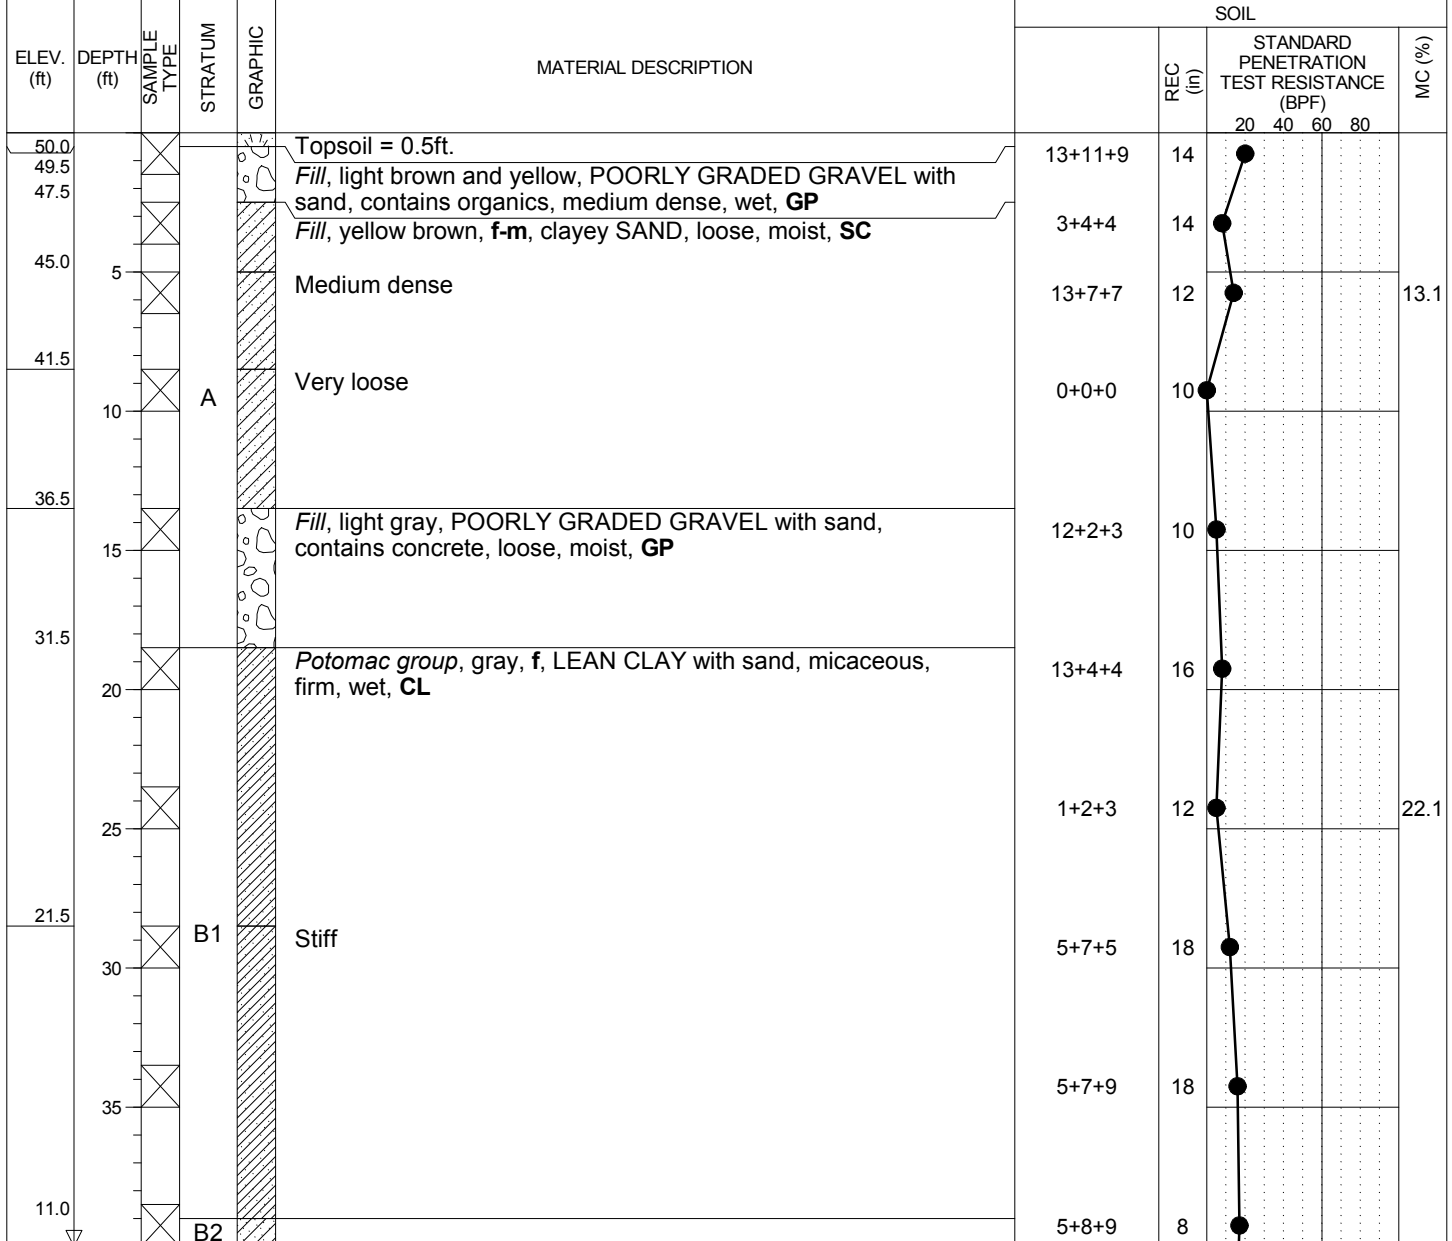 SOIL
ELEV. (ft)
DEPTH (ft)
SAMPLE TYPE
STRATUM
GRAPHIC
MATERIAL DESCRIPTION
REC (in)
STANDARD
PENETRATION
TEST RESISTANCE
(BPF)
20 40 60 80
MC (%)
50.0 Topsoil = 0.5ft. 13+11+9 14
49.5 Fill, light brown and yellow, POORLY GRADED GRAVEL with
47.5 sand, contains organics, medium dense, wet, GP
Fill, yellow brown, f-m, clayey SAND, loose, moist, SC 3+4+4 14
45.0
5 Medium dense 13+7+7 12 13.1
41.5
Very loose 0+0+0 10
A
10
36.5
Fill, light gray, POORLY GRADED GRAVEL with sand, 12+2+3 10
15 contains concrete, loose, moist, GP
31.5
Potomac group, gray, f, LEAN CLAY with sand, micaceous, 13+4+4 16
20 firm, wet, CL
1+2+3 12 22.1
25
21.5
B1 Stiff 5+7+5 18
30
5+7+9 18
35
11.0
B2 5+8+9 8